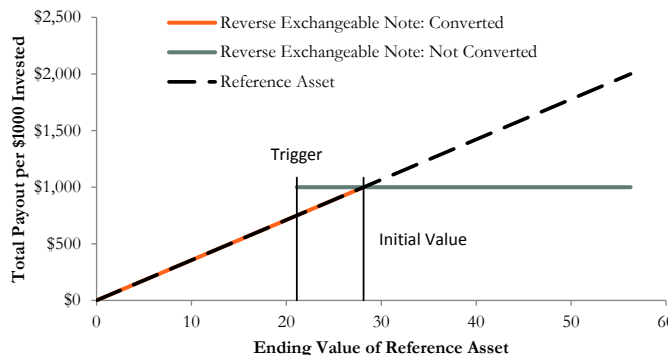 Reverse Exchangeable Note: Converted
Reverse Exchangeable Note: Not Converted
Reference Asset
Total Payout per $1000 Invested
$2,500
$2,000
$1,500
$1,000
$500
$0
Trigger
Initial Value
0 10 20 30 40 50 60
Ending Value of Reference Asset